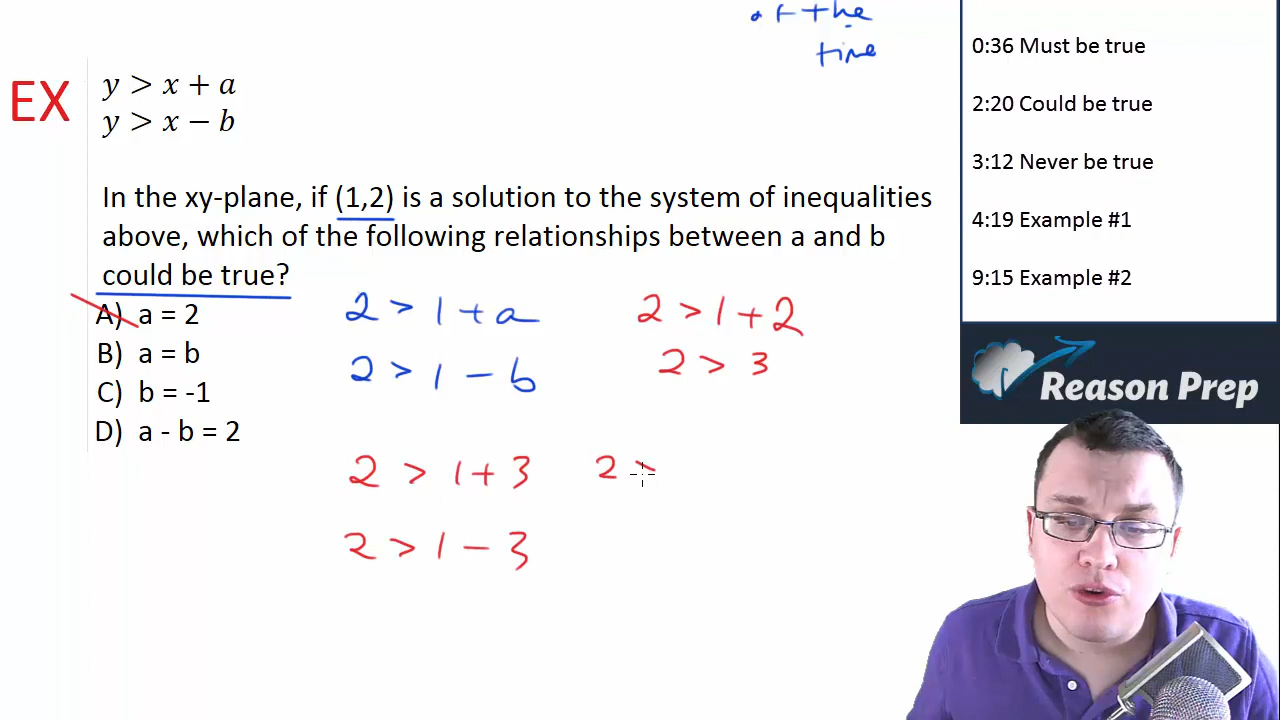 of the
time
EX
y > x + a
y > x − b
In the xy-plane, if (1,2) is a solution to the system of inequalities
above, which of the following relationships between a and b
could be true?
A) a = 2
B) a = b
C) b = -1
D) a - b = 2
2 > 1 + a
2 > 1 − b
2 > 1 + 2
2 > 3
2 > 1 + 3
2 >
2 > 1 − 3
0:36 Must be true
2:20 Could be true
3:12 Never be true
4:19 Example #1
9:15 Example #2
Reason Prep